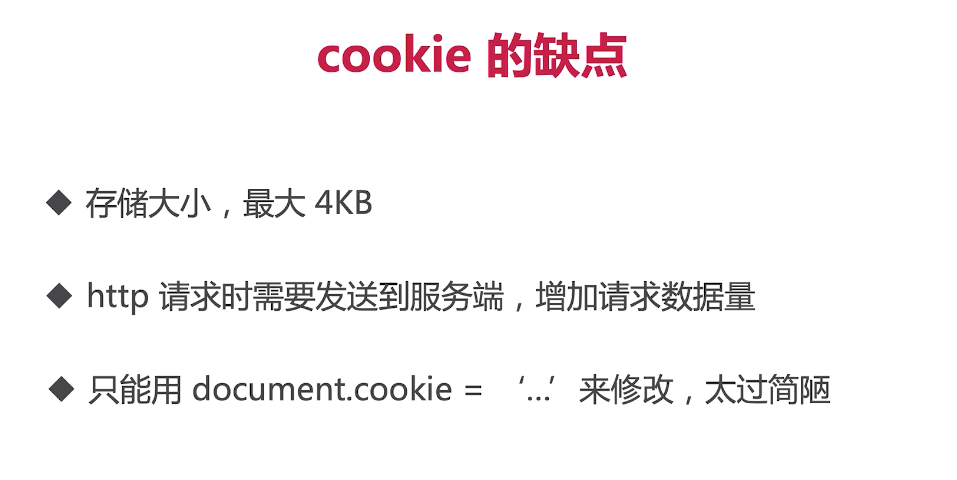 cookie 的缺点
◆ 存储大小，最大 4KB
◆ http 请求时需要发送到服务端，增加请求数据量
◆ 只能用 document.cookie = ‘…’ 来修改，太过简陋